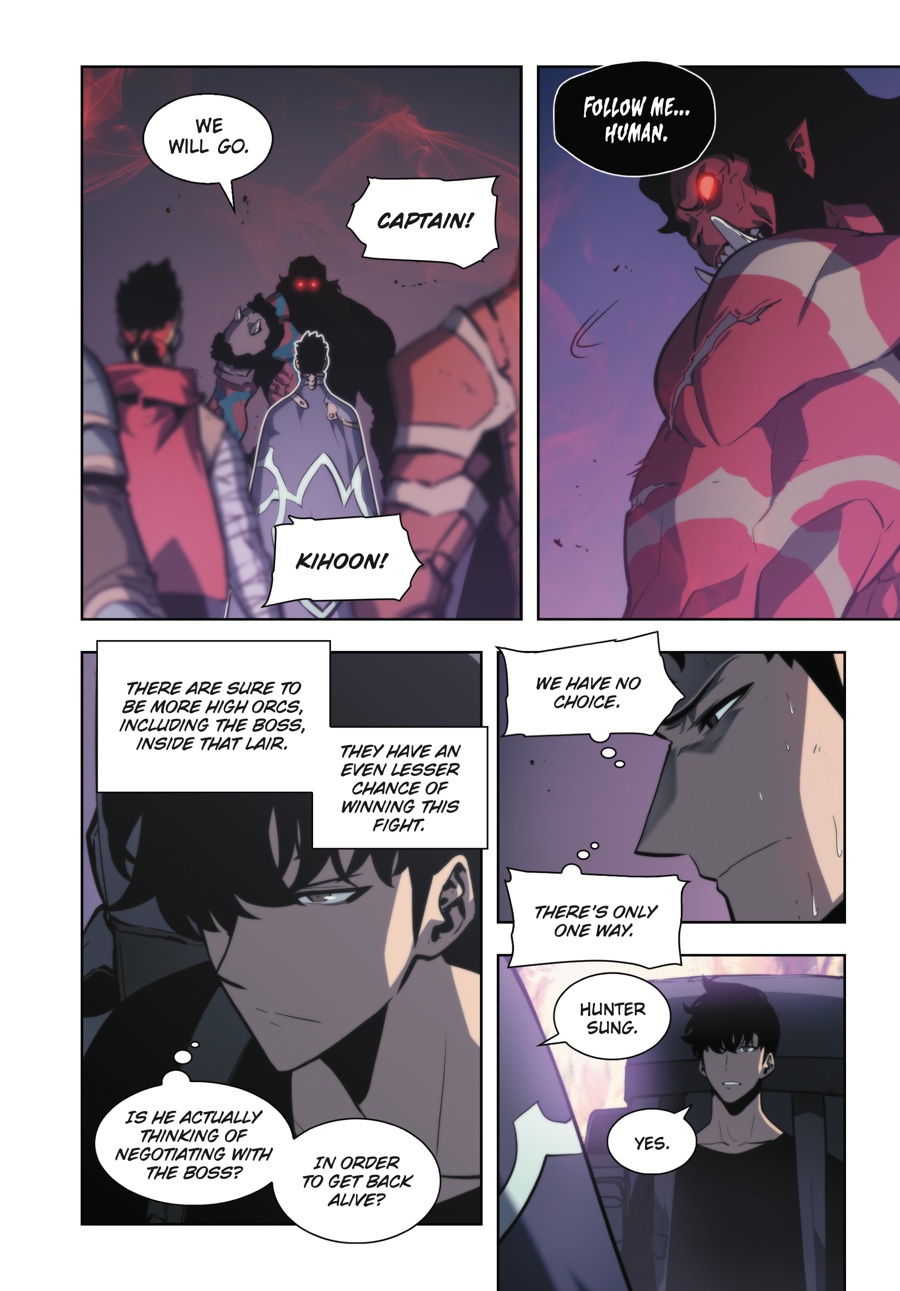 WE
WILL GO.
CAPTAIN!
KIHOON!
FOLLOW ME...
HUMAN.
THERE ARE SURE TO
BE MORE HIGH ORCS,
INCLUDING THE BOSS,
INSIDE THAT LAIR.
THEY HAVE AN
EVEN LESSER
CHANCE OF
WINNING THIS
FIGHT.
IS HE ACTUALLY
THINKING OF
NEGOTIATING WITH
THE BOSS?
IN ORDER
TO GET BACK
ALIVE?
WE HAVE NO
CHOICE.
THERE'S ONLY
ONE WAY.
HUNTER
SUNG.
YES.